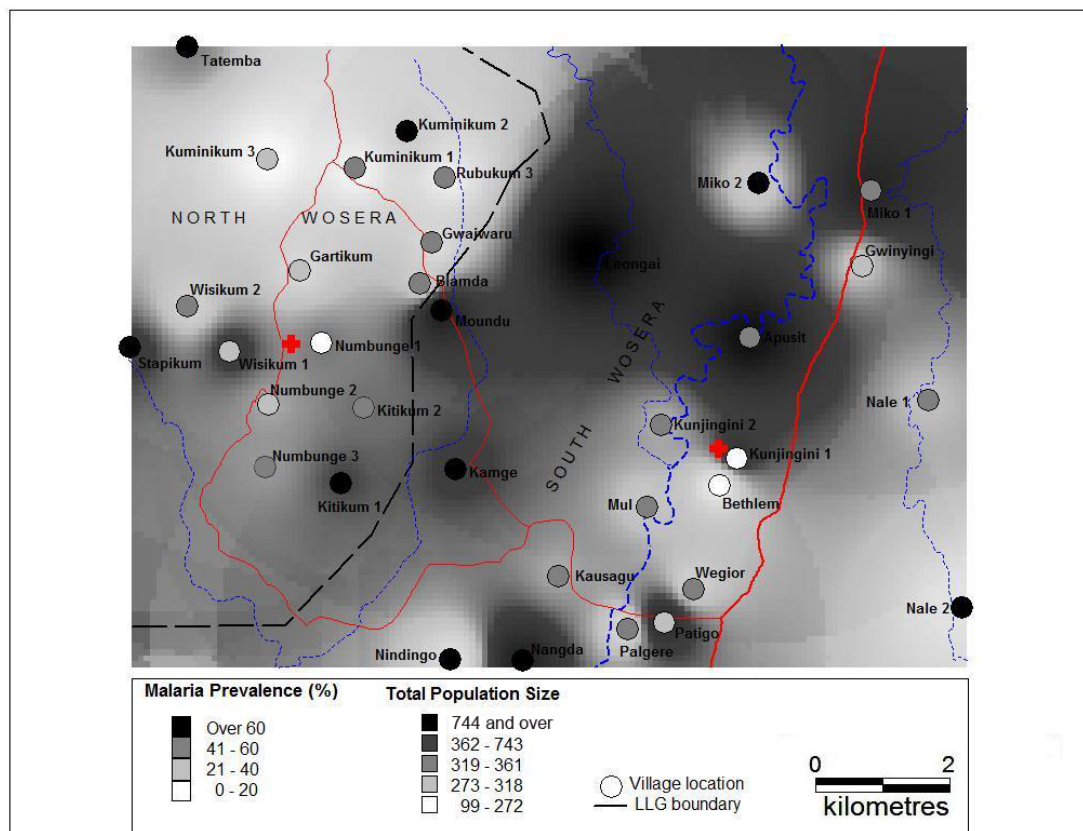 Tatemba
Kuminikum 2
Kuminikum 3
Kuminikum 1
Rubukum 3
Miko 2
Miko 1
NORTH WOSERA
Gwajwaru
Gwinyingi
Gartikum
Leongai
Blamda
Wisikum 2
Moundu
WOSERA
Apusit
Stapikum
Wisikum 1
Numbunge 1
Numbunge 2
Kitikum 2
Nale 1
Kunjingini 2
SOUTH
Numbunge 3
Kunjingini 1
Kamge
Kitikum 1
Mul
Bethlem
Kausagu
Wegior
Nale 2
Patigo
Palgere
Nindingo
Nangda
Malaria Prevalence (%)
Over 60
41 - 60
21 - 40
0 - 20
Total Population Size
744 and over
362 - 743
319 - 361
273 - 318
99 - 272
Village location
LLG boundary
0 2
kilometres